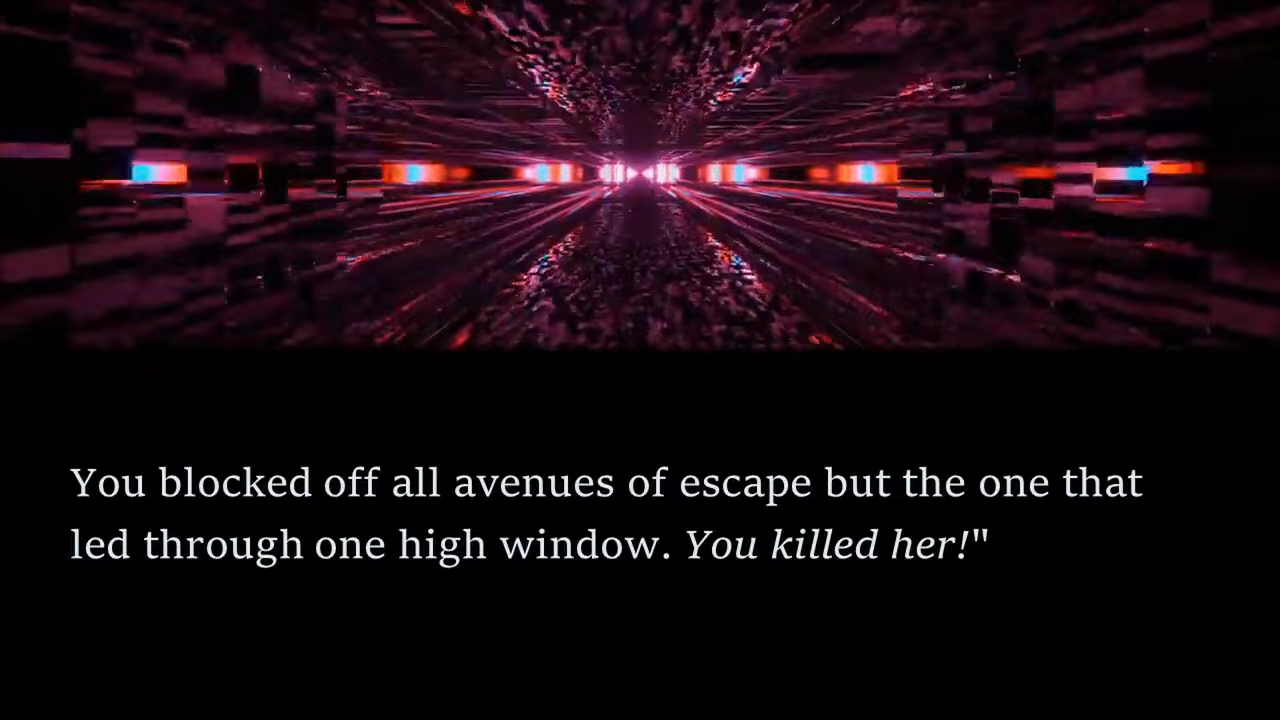 You blocked off all avenues of escape but the one that
led through one high window. You killed her!"